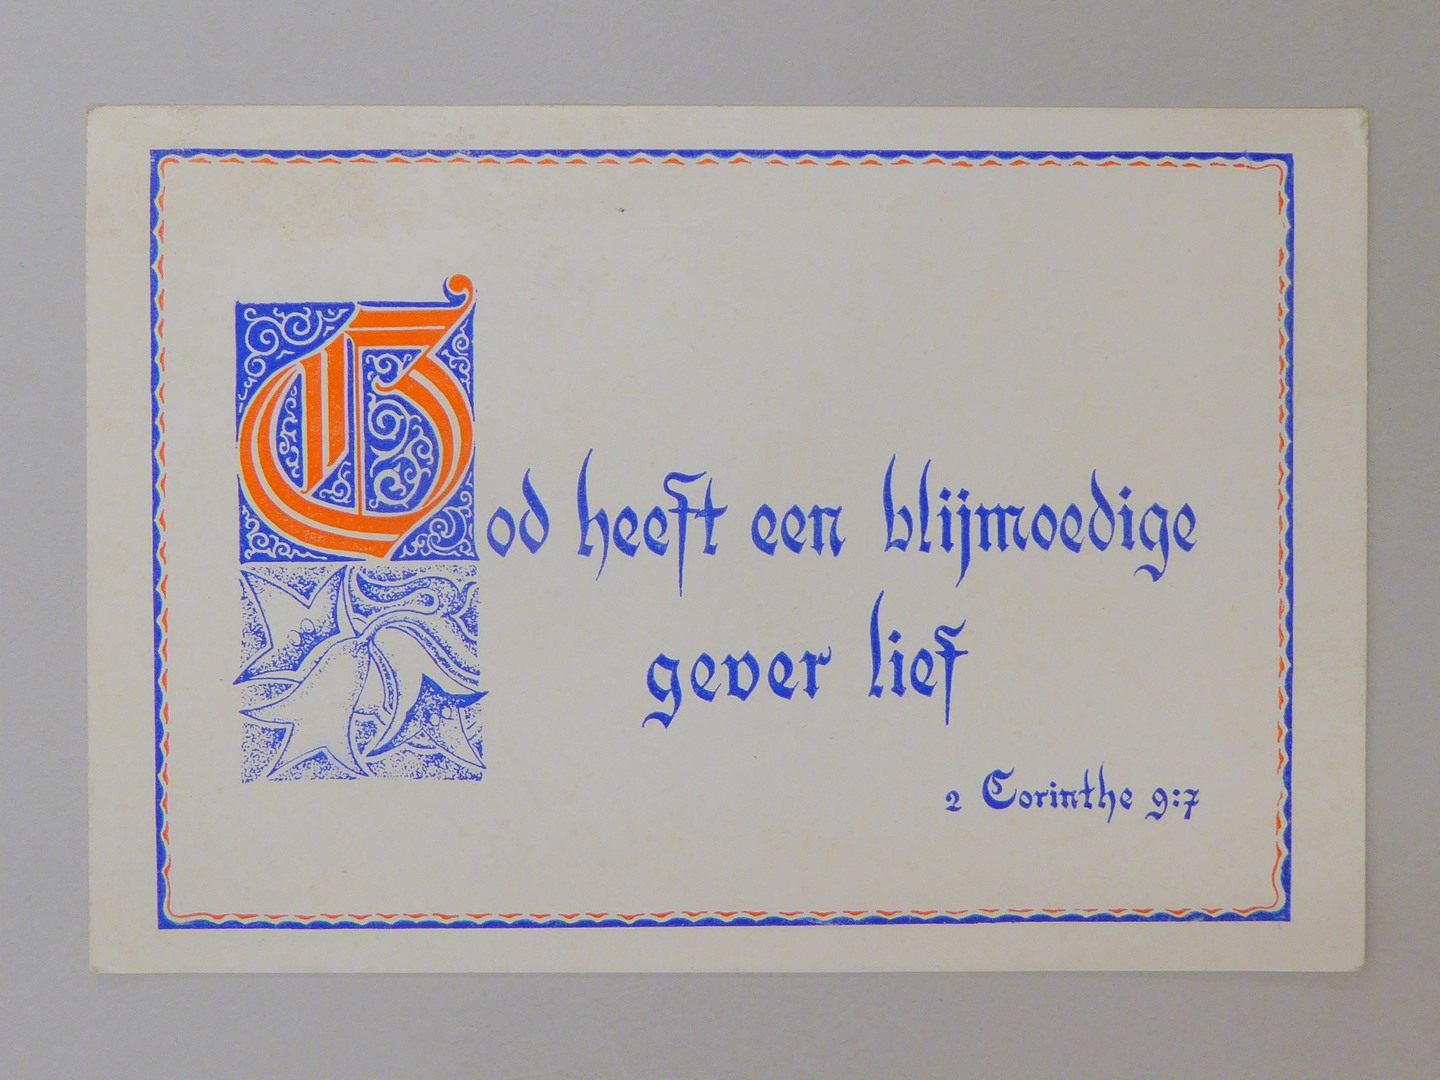 God heeft een blijmoedige
gever lief
2 Corinthe 9:7